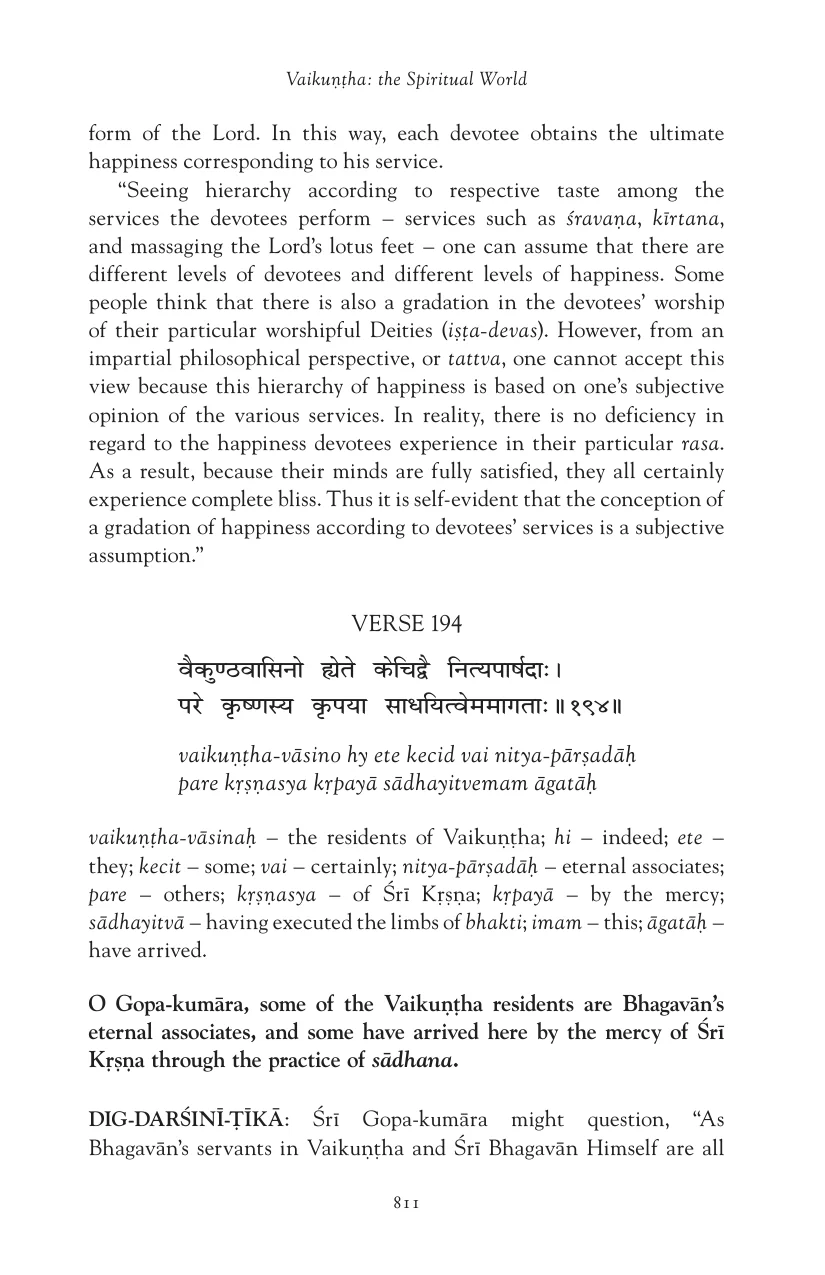 Vaikuṇṭha: the Spiritual World
form of the Lord. In this way, each devotee obtains the ultimate
happiness corresponding to his service.
“Seeing hierarchy according to respective taste among the
services the devotees perform – services such as śravaṇa, kīrtana,
and massaging the Lord’s lotus feet – one can assume that there are
different levels of devotees and different levels of happiness. Some
people think that there is also a gradation in the devotees’ worship
of their particular worshipful Deities (iṣṭa-devas). However, from an
impartial philosophical perspective, or tattva, one cannot accept this
view because this hierarchy of happiness is based on one’s subjective
opinion of the various services. In reality, there is no deficiency in
regard to the happiness devotees experience in their particular rasa.
As a result, because their minds are fully satisfied, they all certainly
experience complete bliss. Thus it is self-evident that the conception of
a gradation of happiness according to devotees’ services is a subjective
assumption.”
VERSE 194
वैकुण्ठवासिनो ह्येते केचिद्वै नित्यपार्षदाः ।
परे कृष्णस्य कृपया साधयित्वेममागताः ॥ १९४॥
vaikuṇṭha-vāsino hy ete kecid vai nitya-pārṣadāḥ
pare kṛṣṇasya kṛpayā sādhayitvemam āgatāḥ
vaikuṇṭha-vāsinaḥ – the residents of Vaikuṇṭha; hi – indeed; ete –
they; kecit – some; vai – certainly; nitya-pārṣadāḥ – eternal associates;
pare – others; kṛṣṇasya – of Śrī Kṛṣṇa; kṛpayā – by the mercy;
sādhayitvā – having executed the limbs of bhakti; imam – this; āgatāḥ –
have arrived.
O Gopa-kumāra, some of the Vaikuṇṭha residents are Bhagavān’s
eternal associates, and some have arrived here by the mercy of Śrī
Kṛṣṇa through the practice of sādhana.
DIG-DARŚINĪ-ṬĪKĀ: Śrī Gopa-kumāra might question, “As
Bhagavān’s servants in Vaikuṇṭha and Śrī Bhagavān Himself are all
811